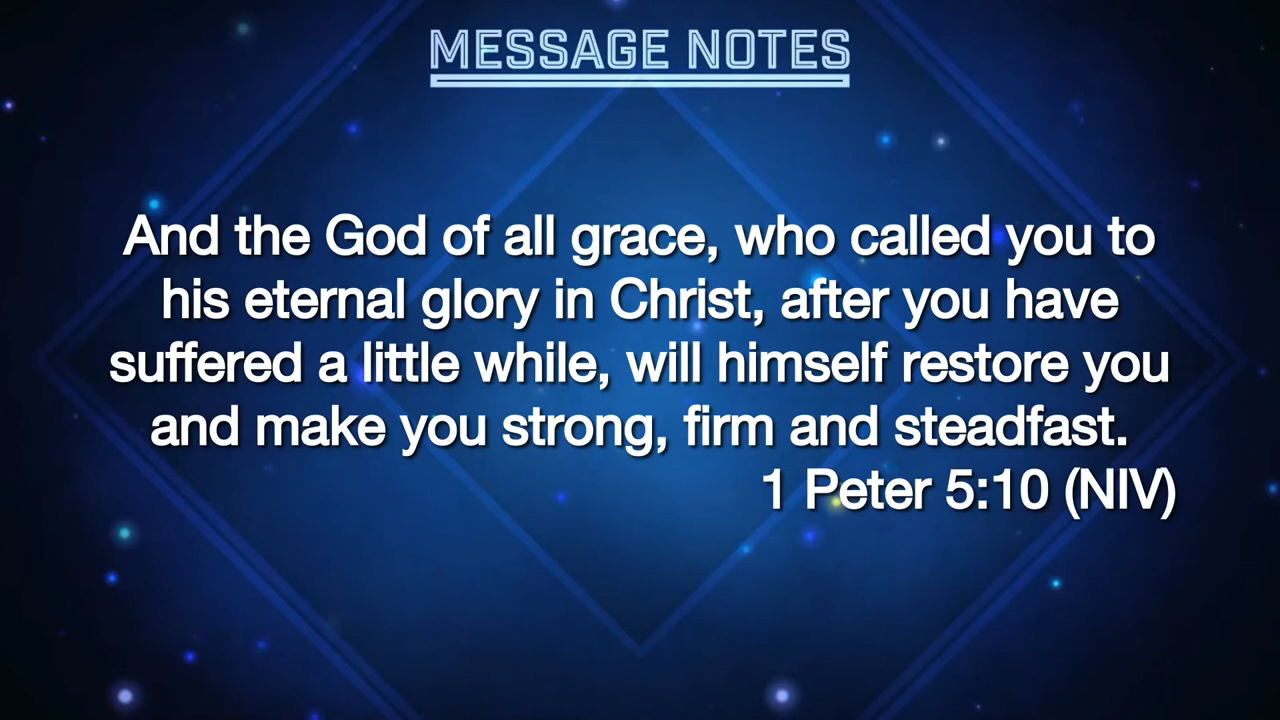 MESSAGE NOTES
And the God of all grace, who called you to
his eternal glory in Christ, after you have
suffered a little while, will himself restore you
and make you strong, firm and steadfast.
1 Peter 5:10 (NIV)